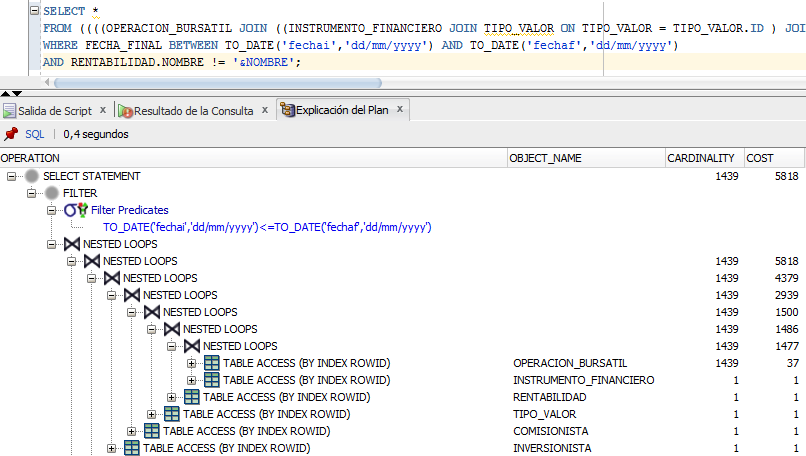 SELECT *
FROM ((((OPERACION_BURSATIL JOIN ((INSTRUMENTO_FINANCIERO JOIN TIPO_VALOR ON TIPO_VALOR = TIPO_VALOR.ID ) JOI
WHERE FECHA_FINAL BETWEEN TO_DATE('fechai','dd/mm/yyyy') AND TO_DATE('fechaf','dd/mm/yyyy')
AND RENTABILIDAD.NOMBRE != '&NOMBRE';
Salida de Script x Resultado de la Consulta x Explicación del Plan x
SQL | 0,4 segundos
OPERATION OBJECT_NAME CARDINALITY COST
SELECT STATEMENT 1439 5818
FILTER
Filter Predicates
TO_DATE('fechai','dd/mm/yyyy')<=TO_DATE('fechaf','dd/mm/yyyy')
NESTED LOOPS
NESTED LOOPS 1439 5818
NESTED LOOPS 1439 4379
NESTED LOOPS 1439 2939
NESTED LOOPS 1439 1500
NESTED LOOPS 1439 1486
NESTED LOOPS 1439 1477
TABLE ACCESS (BY INDEX ROWID) OPERACION_BURSATIL 1439 37
TABLE ACCESS (BY INDEX ROWID) INSTRUMENTO_FINANCIERO 1 1
TABLE ACCESS (BY INDEX ROWID) RENTABILIDAD 1 1
TABLE ACCESS (BY INDEX ROWID) TIPO_VALOR 1 1
TABLE ACCESS (BY INDEX ROWID) COMISIONISTA 1 1
TABLE ACCESS (BY INDEX ROWID) INVERSIONISTA 1 1